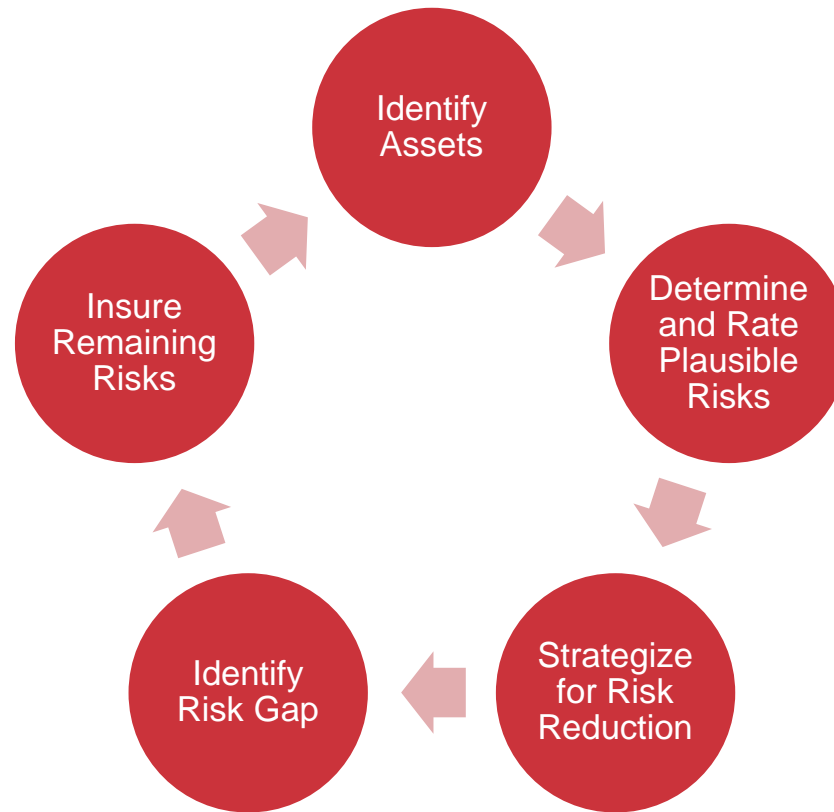 Identify
Assets
Determine
and Rate
Plausible
Risks
Strategize
for Risk
Reduction
Identify
Risk Gap
Insure
Remaining
Risks